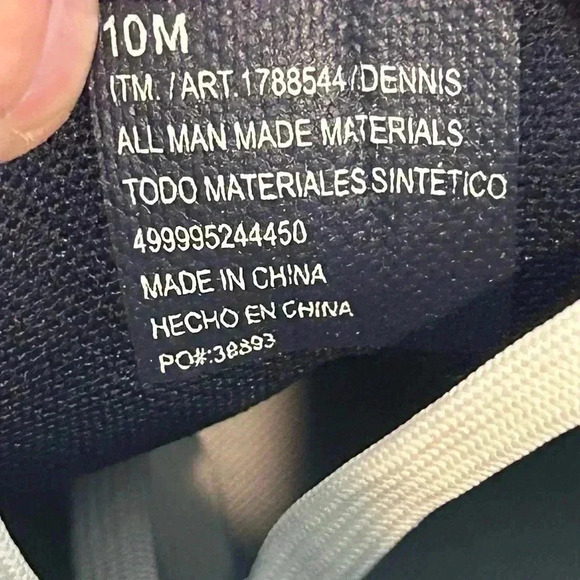 10M
ITM. /ART. 1788544/DENNIS
ALL MAN MADE MATERIALS
TODO MATERIALES SINTÉTICO
499995244450
MADE IN CHINA
HECHO EN CHINA
PO#:38893